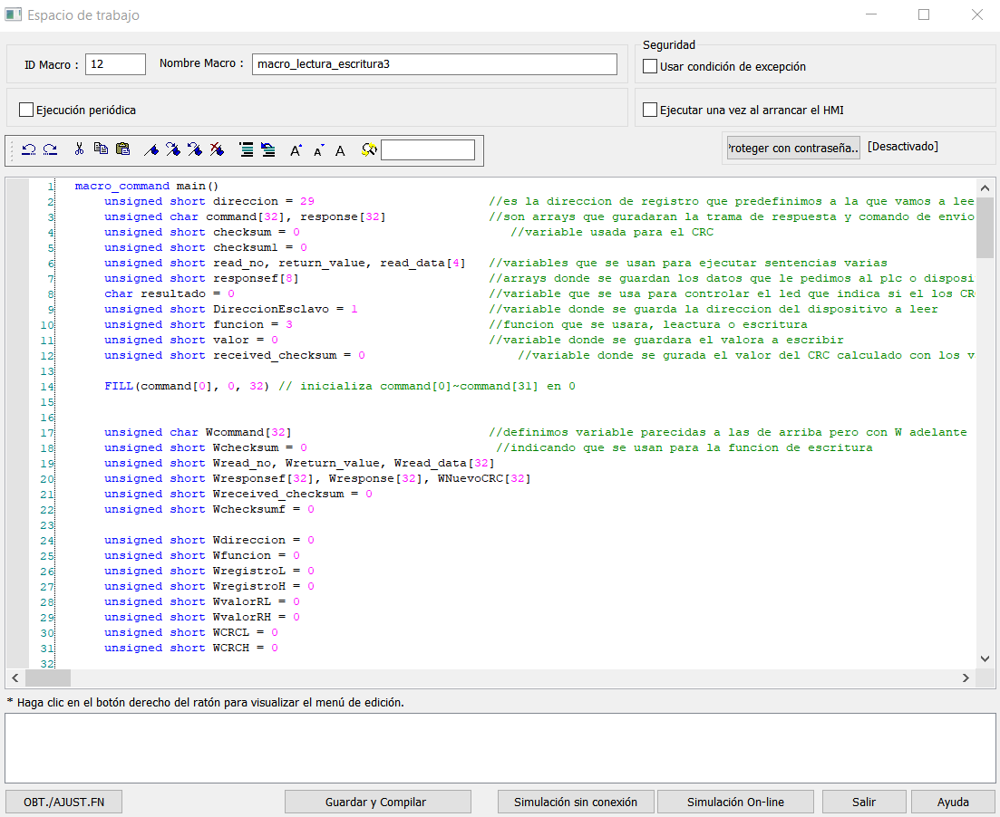 Espacio de trabajo
ID Macro : 12 Nombre Macro : macro_lectura_escritura3
Seguridad
Usar condición de excepción
Ejecución periódica
Ejecutar una vez al arrancar el HMI
Proteger con contraseña.. [Desactivado]
1 macro_command main()
2 unsigned short direccion = 29 //es la direccion de registro que predefinimos a la que vamos a lee
3 unsigned char command[32], response[32] //son arrays que guradaran la trama de respuesta y comando de envio
4 unsigned short checksum = 0 //variable usada para el CRC
5 unsigned short checksum1 = 0
6 unsigned short read_no, return_value, read_data[4] //variables que se usan para ejecutar sentencias varias
7 unsigned short responsef[8] //arrays donde se guardan los datos que le pedimos al plc o disposi
8 char resultado = 0 //variable que se usa para controlar el led que indica si el los CR
9 unsigned short DireccionEsclavo = 1 //variable donde se guarda la direccion del dispositivo a leer
10 unsigned short funcion = 3 //funcion que se usara, leactura o escritura
11 unsigned short valor = 0 //variable donde se guardara el valora a escribir
12 unsigned short received_checksum = 0 //variable donde se gurada el valor del CRC calculado con los v
13
14 FILL(command[0], 0, 32) // inicializa command[0]~command[31] en 0
15
16
17 unsigned char Wcommand[32] //definimos variable parecidas a las de arriba pero con W adelante
18 unsigned short Wchecksum = 0 //indicando que se usan para la funcion de escritura
19 unsigned short Wread_no, Wreturn_value, Wread_data[32]
20 unsigned short Wresponsef[32], Wresponse[32], WNuevoCRC[32]
21 unsigned short Wreceived_checksum = 0
22 unsigned short Wchecksumf = 0
23
24 unsigned short Wdireccion = 0
25 unsigned short Wfuncion = 0
26 unsigned short WregistroL = 0
27 unsigned short WregistroH = 0
28 unsigned short WvalorRL = 0
29 unsigned short WvalorRH = 0
30 unsigned short WCRCL = 0
31 unsigned short WCRCH = 0
32
* Haga clic en el botón derecho del ratón para visualizar el menú de edición.
OBT./AJUST.FN Guardar y Compilar Simulación sin conexión Simulación On-line Salir Ayuda